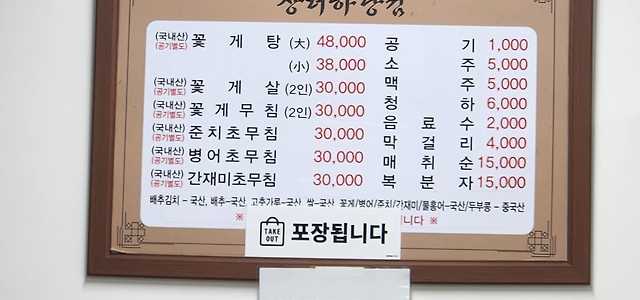 (국내산)(공기별도) 꽃 게 탕 (大) 48,000 공 기 1,000
(小) 38,000 소 주 5,000
(국내산)(공기별도) 꽃 게 살 (2인) 30,000 맥 주 5,000
(국내산)(공기별도) 꽃 게 무 침 (2인) 30,000 청 하 6,000
(국내산)(공기별도) 준 치 초 무 침 30,000 음 료 수 2,000
(국내산)(공기별도) 병 어 초 무 침 30,000 막 걸 리 4,000
(국내산)(공기별도) 간재미초무침 30,000 매 취 순 15,000
복 분 자 15,000
배추김치 - 국산, 배추-국산, 고추가루-국산, 쌀-국산, 꽃게/병어/준치/간재미/물홍어-국산/두부콩 - 중국산
※ 니다 ※
TAKE OUT 포장됩니다